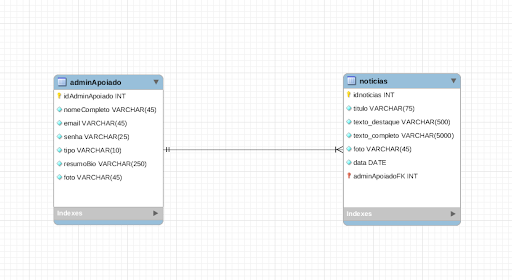 adminApoiado
idAdminApoiado INT
nomeCompleto VARCHAR(45)
email VARCHAR(45)
senha VARCHAR(25)
tipo VARCHAR(10)
resumoBio VARCHAR(250)
foto VARCHAR(45)
Indexes
noticias
idnoticias INT
titulo VARCHAR(75)
texto_destaque VARCHAR(500)
texto_completo VARCHAR(5000)
foto VARCHAR(45)
data DATE
adminApoiadoFK INT
Indexes